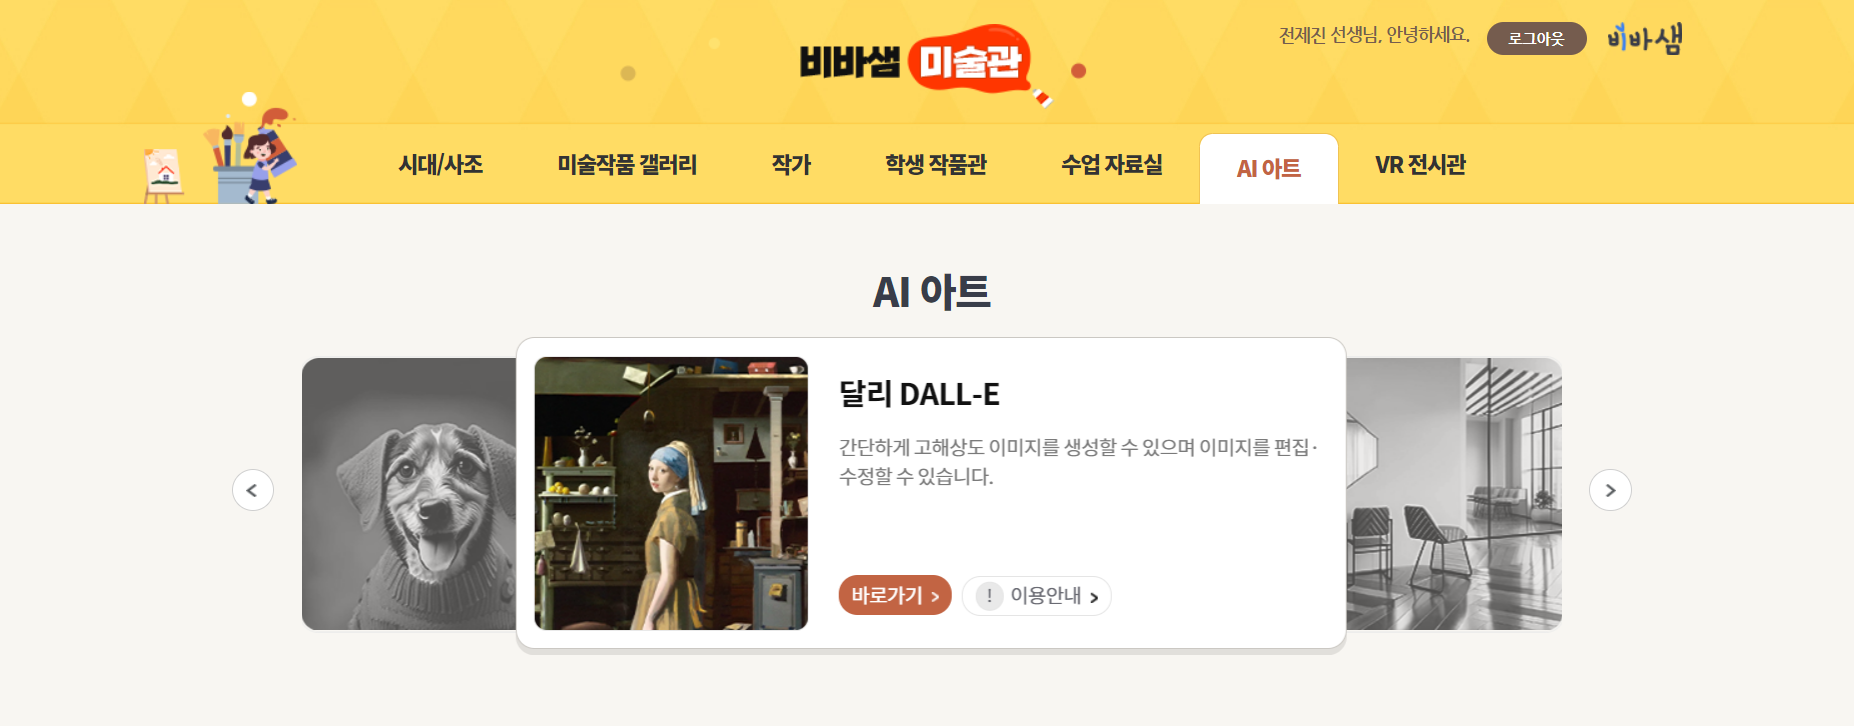 전제진 선생님, 안녕하세요.
로그아웃
비바샘
비바샘 미술관
시대/사조
미술작품 갤러리
작가
학생 작품관
수업 자료실
AI 아트
VR 전시관
AI 아트
달리 DALL-E
간단하게 고해상도 이미지를 생성할 수 있으며 이미지를 편집·
수정할 수 있습니다.
바로가기 >
! 이용안내 >